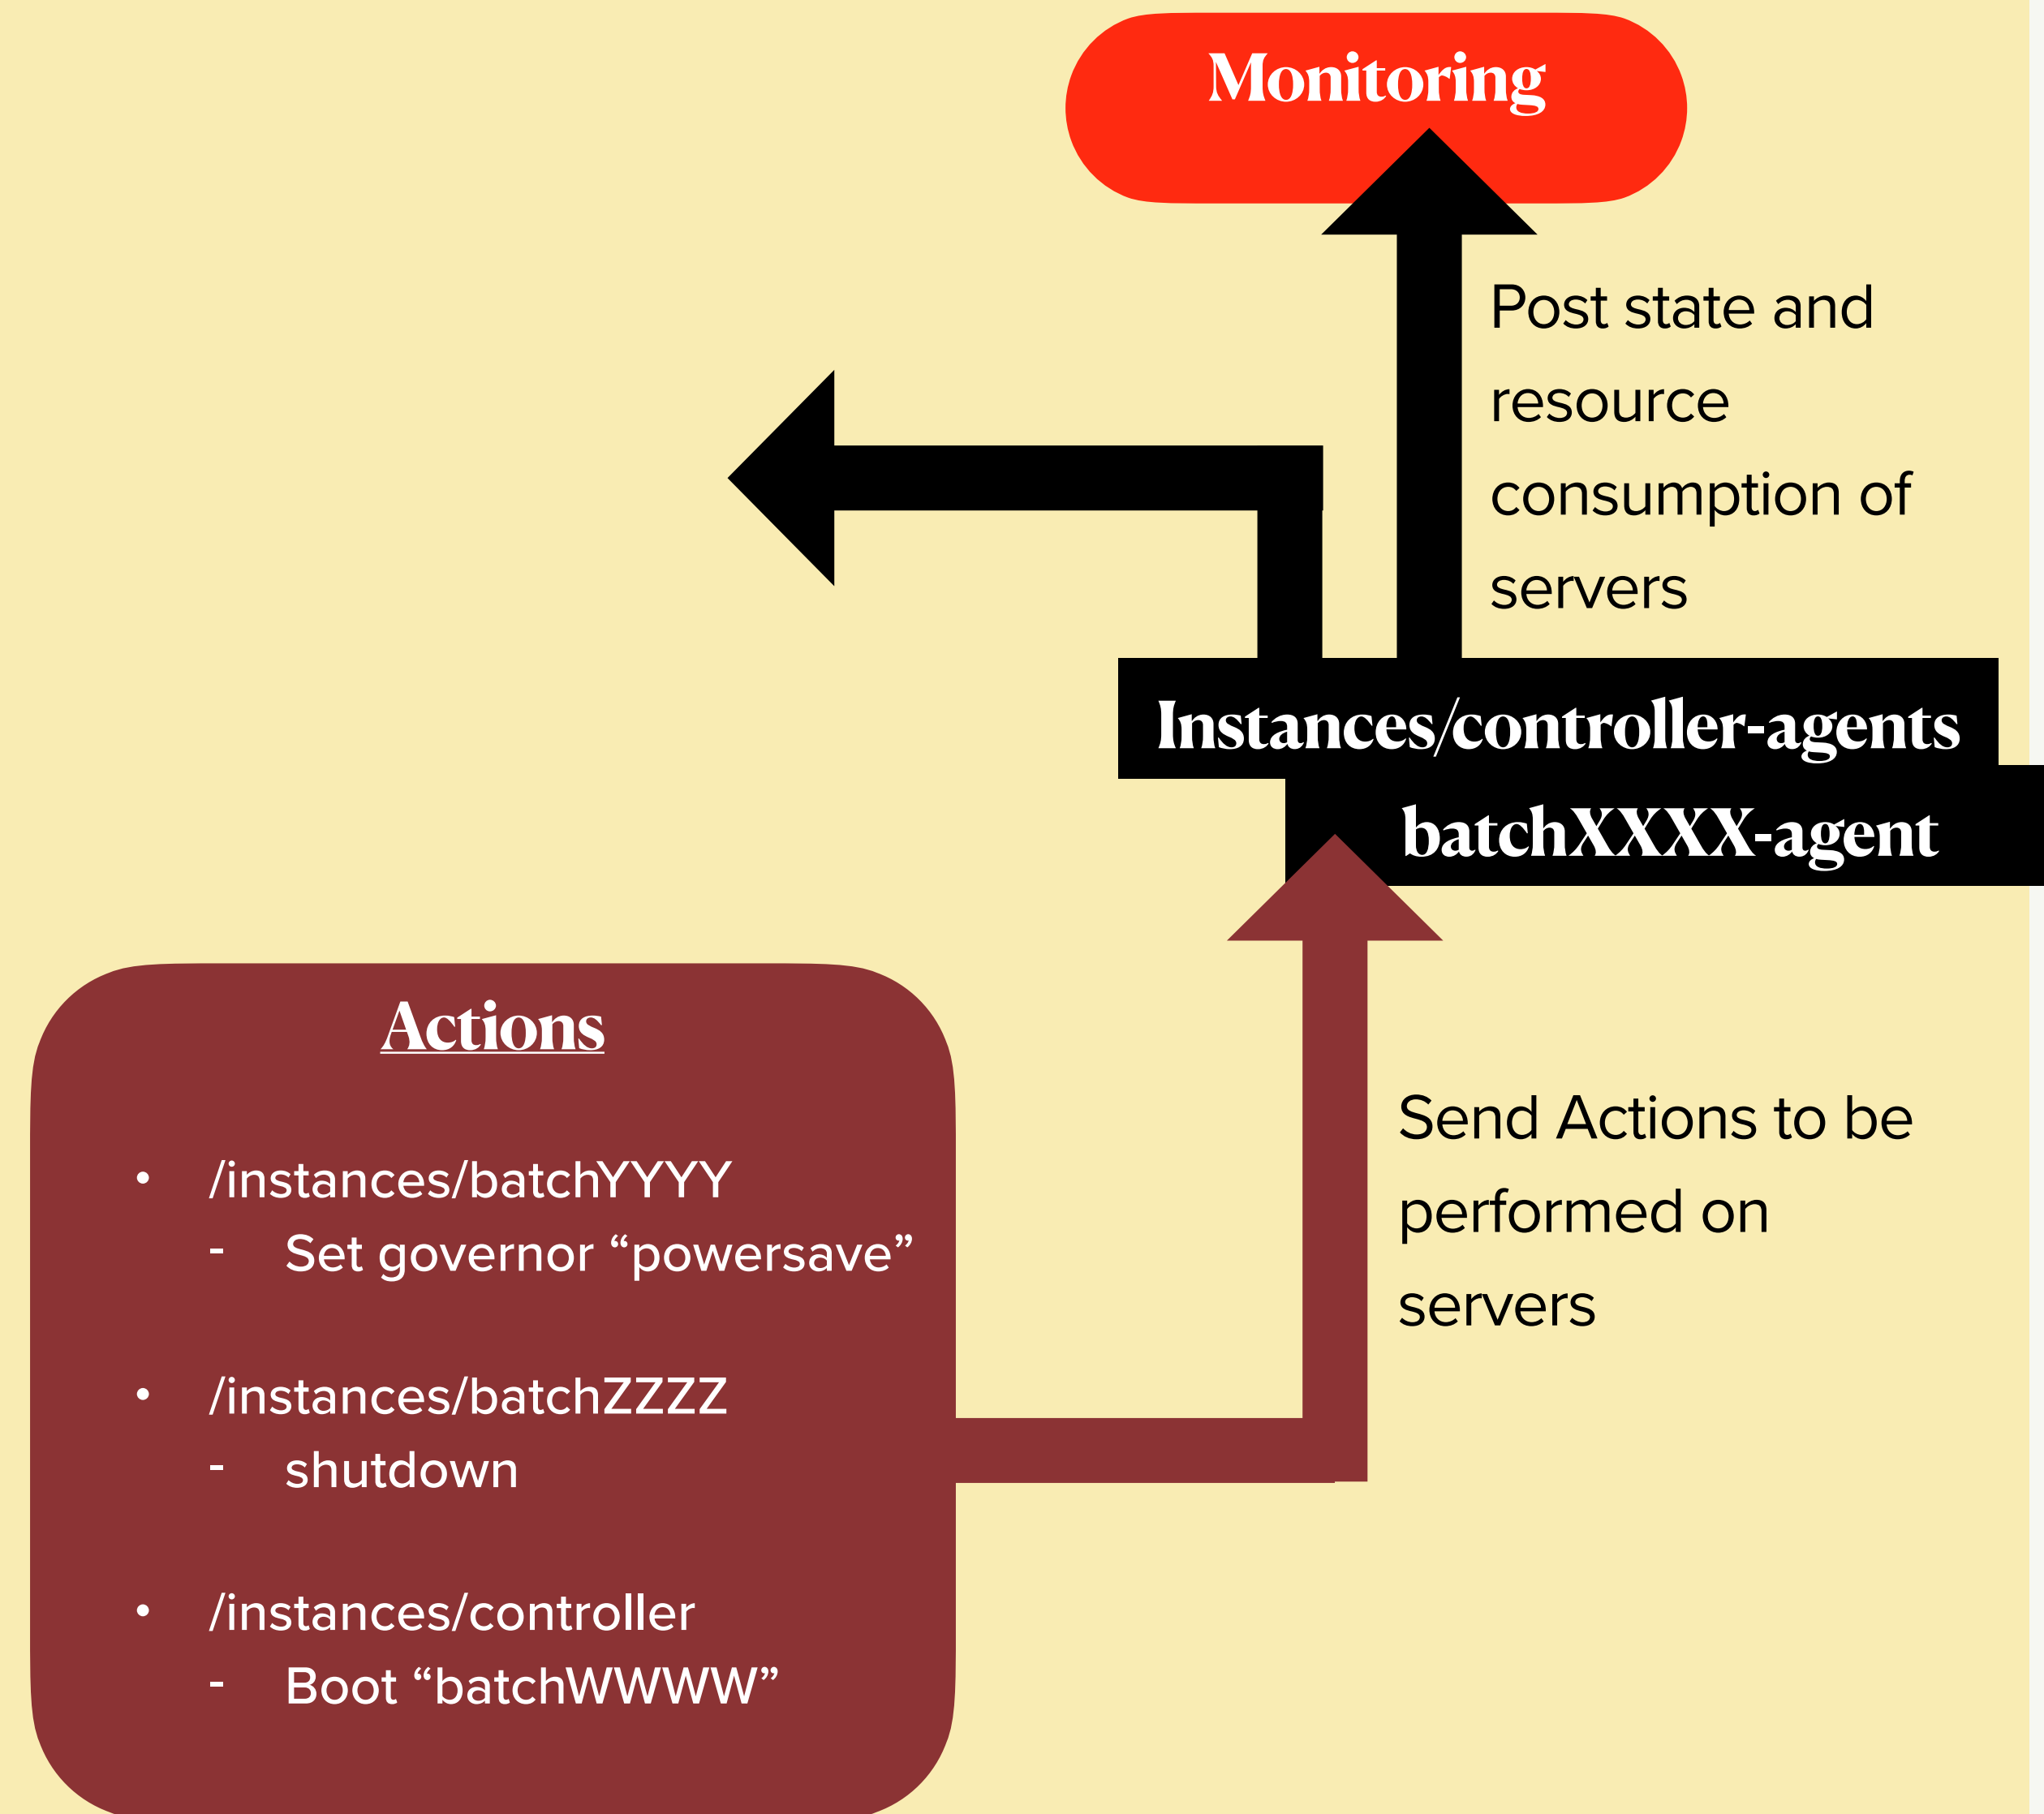 Monitoring
Post state and
resource
consumption of
servers
Instances/controller-agents
batchXXXX-agent
Actions
• /instances/batchYYYY
- Set governor “powersave”
• /instances/batchZZZZ
- shutdown
• /instances/controller
- Boot “batchWWWW”
Send Actions to be
performed on
servers